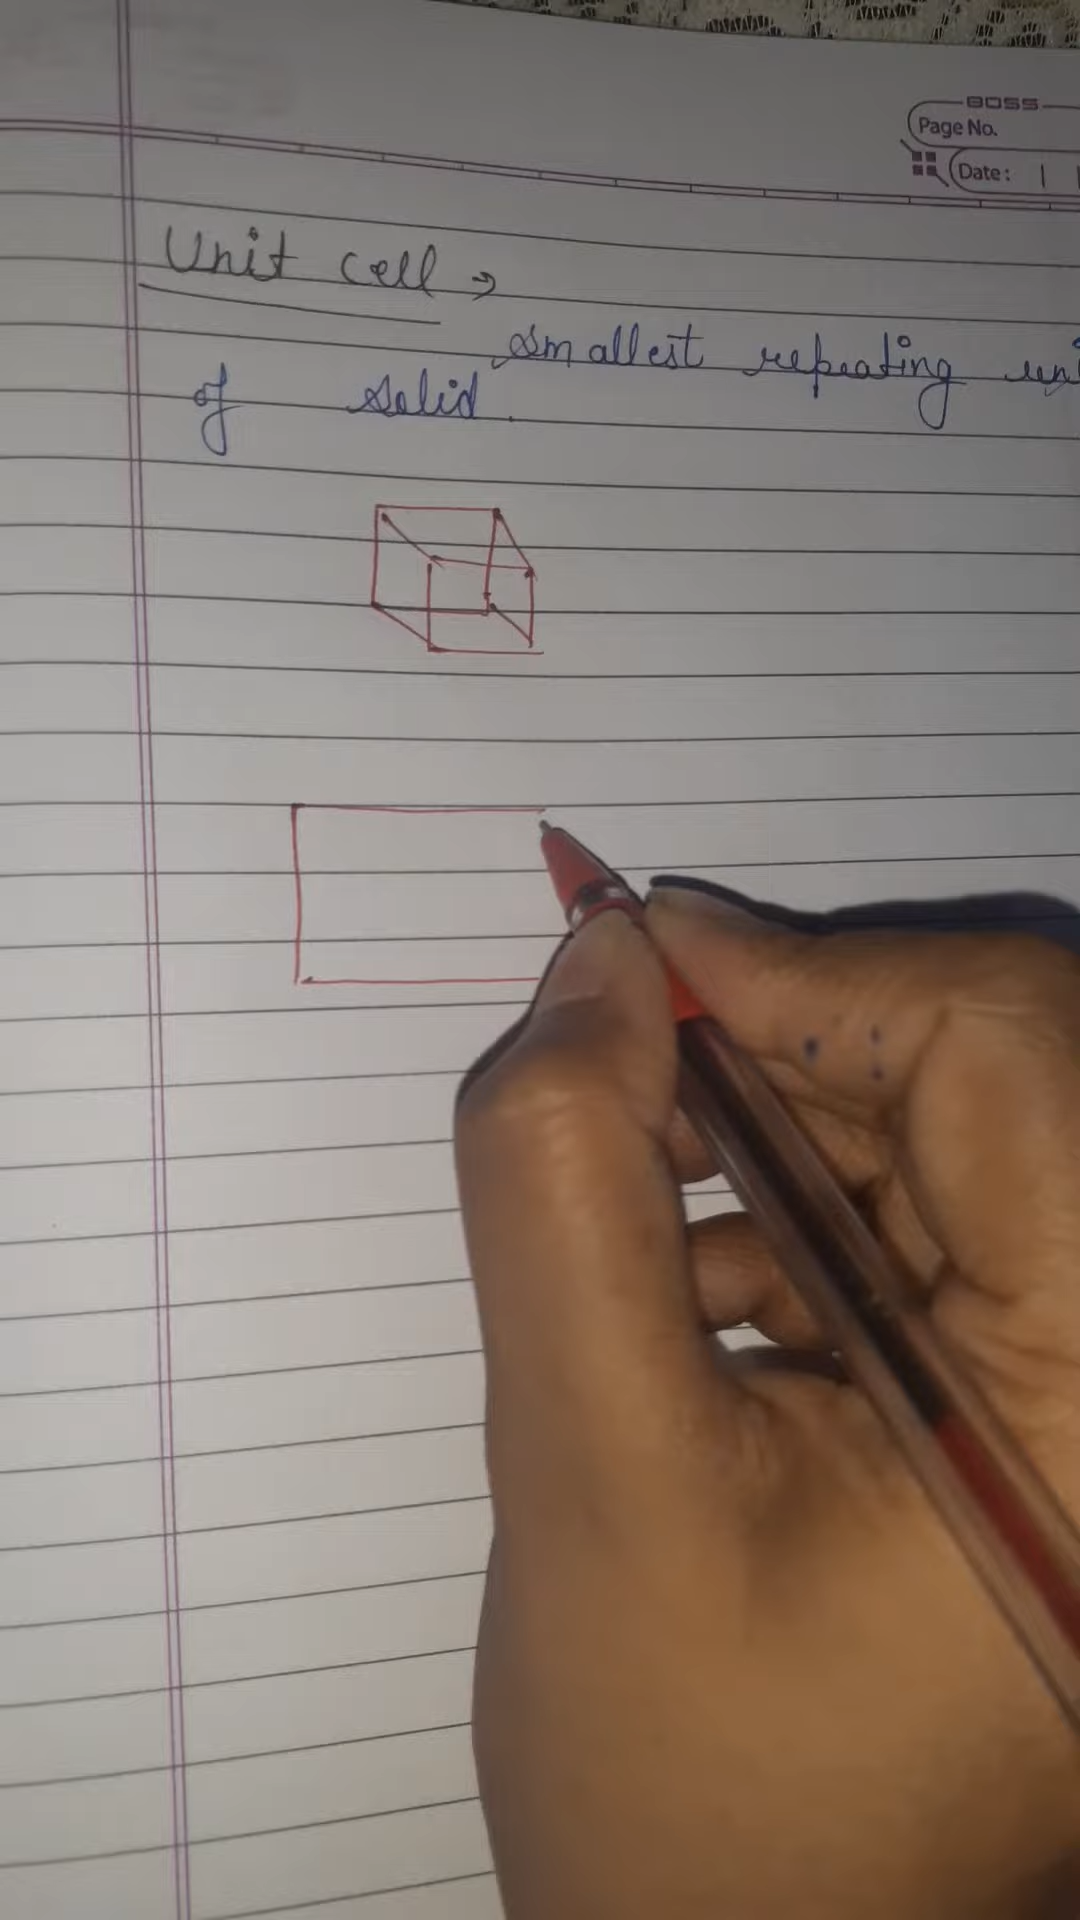 BOSS
Page No.
Date:
Unit cell →
smallest repeating
of solid.